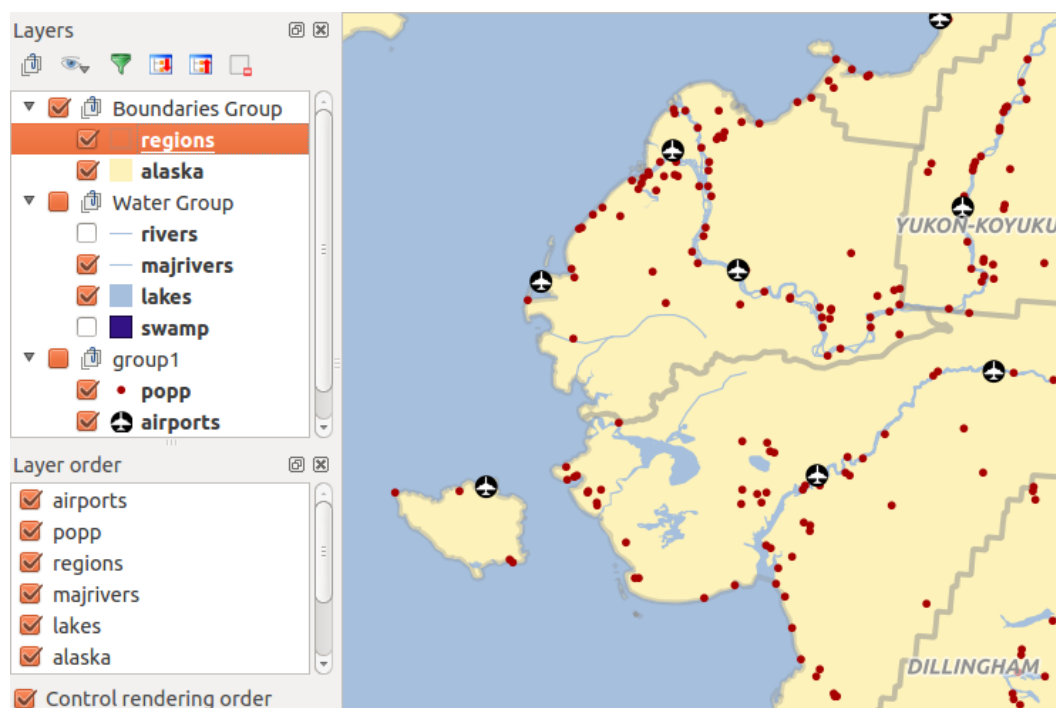 Layers
Boundaries Group
regions
alaska
Water Group
rivers
majrivers
lakes
swamp
group1
popp
airports
Layer order
airports
popp
regions
majrivers
lakes
alaska
Control rendering order
YUKON-KOYUKU
DILLINGHAM